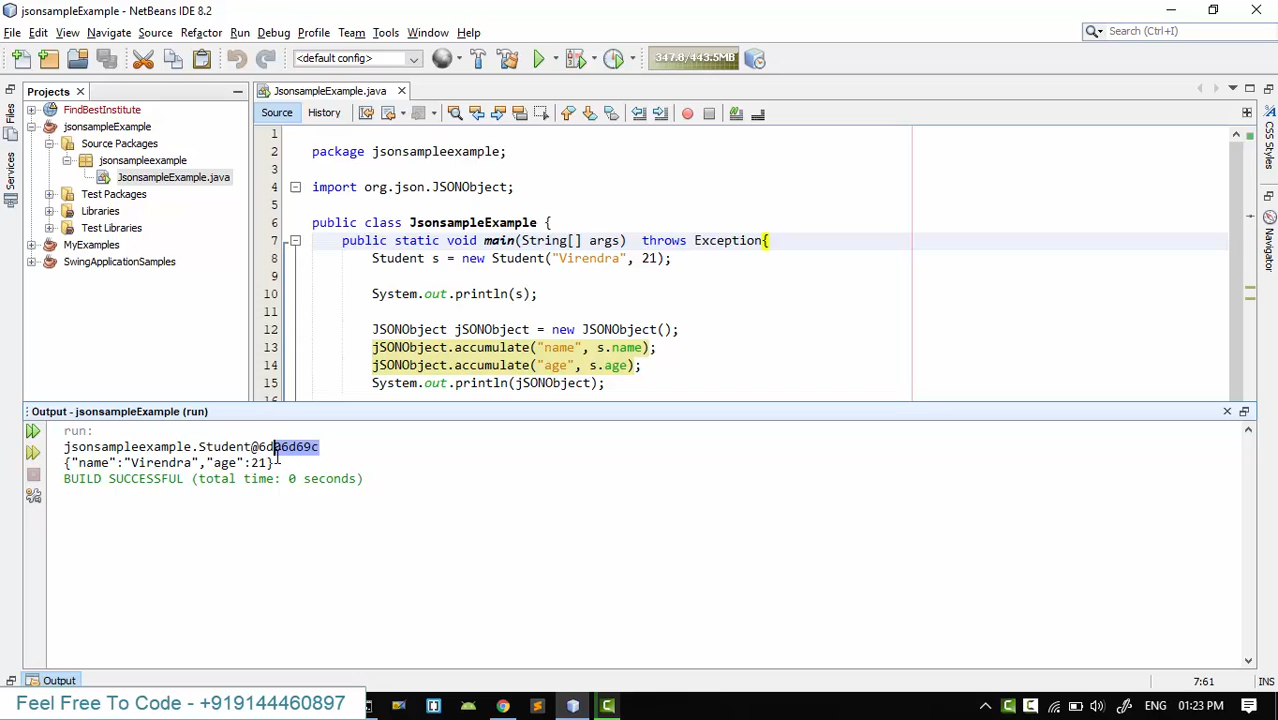 jsonsampleExample - NetBeans IDE 8.2
File Edit View Navigate Source Refactor Run Debug Profile Team Tools Window Help
Search (Ctrl+I)
<default config>
347.8/443.5MB
Projects
JsonsampleExample.java
Source History
FindBestInstitute
jsonsampleExample
Source Packages
jsonsampleexample
JsonsampleExample.java
Test Packages
Libraries
Test Libraries
MyExamples
SwingApplicationSamples
Files
Services
CSS Styles
Navigator
1
2 package jsonsampleexample;
3
4 import org.json.JSONObject;
5
6 public class JsonsampleExample {
7 public static void main(String[] args)  throws Exception{
8 Student s = new Student("Virendra", 21);
9
10 System.out.println(s);
11
12 JSONObject jSONObject = new JSONObject();
13 jSONObject.accumulate("name", s.name);
14 jSONObject.accumulate("age", s.age);
15 System.out.println(jSONObject);
Output - jsonsampleExample (run)
run:
jsonsampleexample.Student@6d06d69c
{"name":"Virendra","age":21}
BUILD SUCCESSFUL (total time: 0 seconds)
Output
7:61 INS
Feel Free To Code - +919144460897
ENG 01:23 PM